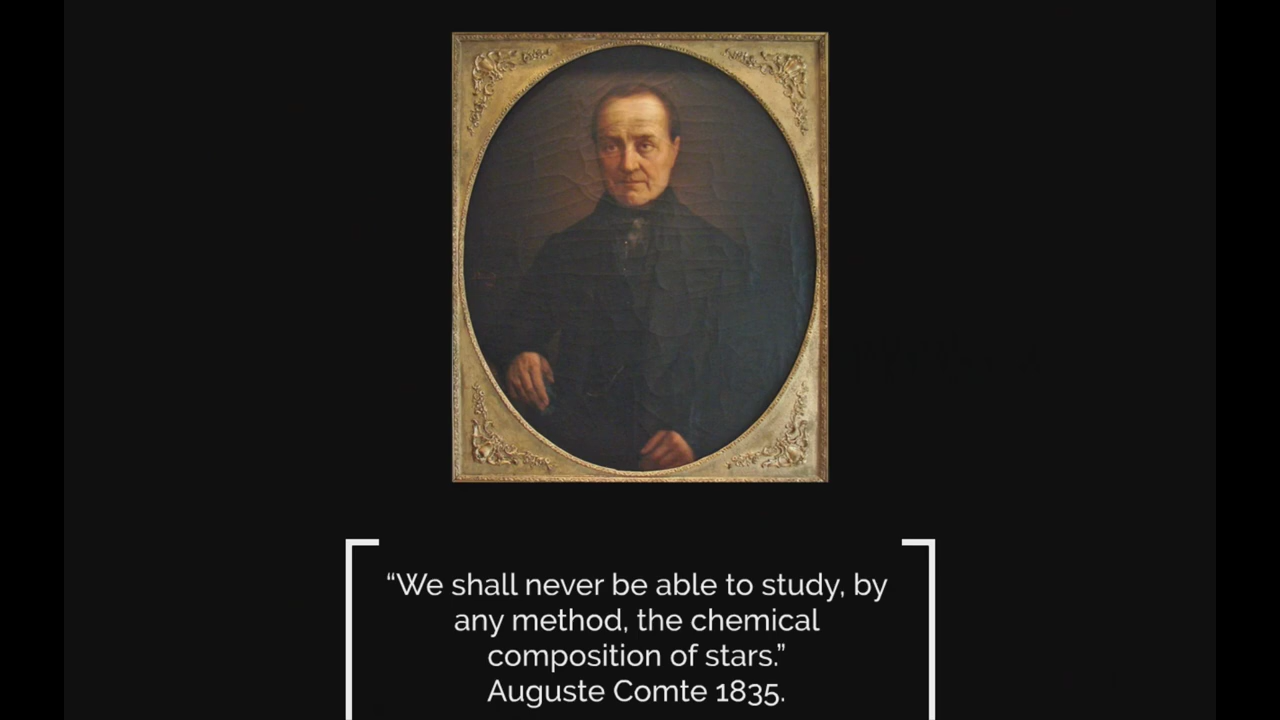 “We shall never be able to study, by
any method, the chemical
composition of stars.”
Auguste Comte 1835.